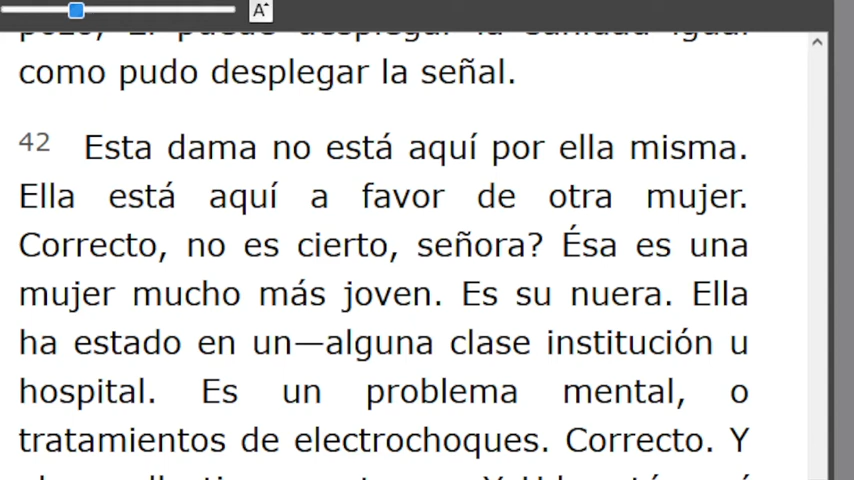 A
como pudo desplegar la señal.
42 Esta dama no está aquí por ella misma.
Ella está aquí a favor de otra mujer.
Correcto, no es cierto, señora? Ésa es una
mujer mucho más joven. Es su nuera. Ella
ha estado en un—alguna clase institución u
hospital. Es un problema mental, o
tratamientos de electrochoques. Correcto. Y